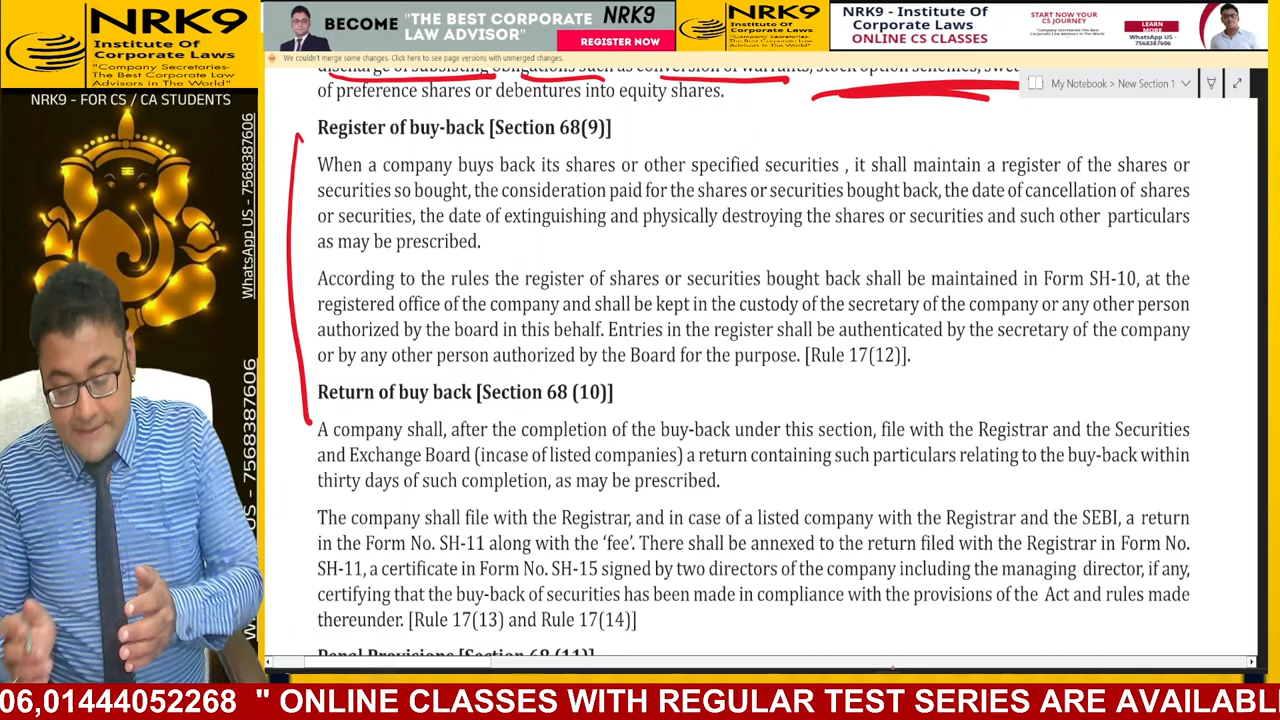 NRK9
Institute Of
Corporate Laws
"Company Secretaries-
The Best Corporate Law
Advisors in The World"
NRK9 - FOR CS / CA STUDENTS
WhatsApp US - 7568387606
BECOME "THE BEST CORPORATE
LAW ADVISOR"
NRK9
REGISTER NOW
NRK9
Institute Of
Corporate Laws
NRK9 - Institute Of
Corporate Laws
ONLINE CS CLASSES
START NOW YOUR
CS JOURNEY
LEARN
MORE
WhatsApp US -
7568387606
We couldn't merge some changes. Click here to see page versions with unmerged changes.
My Notebook > New Section 1
of preference shares or debentures into equity shares.
Register of buy-back [Section 68(9)]
When a company buys back its shares or other specified securities , it shall maintain a register of the shares or
securities so bought, the consideration paid for the shares or securities bought back, the date of cancellation of shares
or securities, the date of extinguishing and physically destroying the shares or securities and such other particulars
as may be prescribed.
According to the rules the register of shares or securities bought back shall be maintained in Form SH-10, at the
registered office of the company and shall be kept in the custody of the secretary of the company or any other person
authorized by the board in this behalf. Entries in the register shall be authenticated by the secretary of the company
or by any other person authorized by the Board for the purpose. [Rule 17(12)].
Return of buy back [Section 68 (10)]
A company shall, after the completion of the buy-back under this section, file with the Registrar and the Securities
and Exchange Board (incase of listed companies) a return containing such particulars relating to the buy-back within
thirty days of such completion, as may be prescribed.
The company shall file with the Registrar, and in case of a listed company with the Registrar and the SEBI, a return
in the Form No. SH-11 along with the ‘fee’. There shall be annexed to the return filed with the Registrar in Form No.
SH-11, a certificate in Form No. SH-15 signed by two directors of the company including the managing director, if any,
certifying that the buy-back of securities has been made in compliance with the provisions of the Act and rules made
thereunder. [Rule 17(13) and Rule 17(14)]
06,01444052268 " ONLINE CLASSES WITH REGULAR TEST SERIES ARE AVAILABL